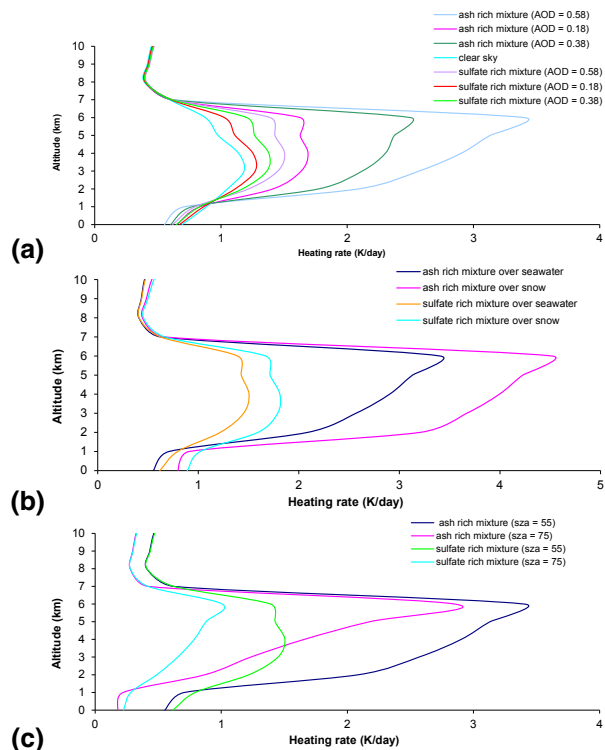 ash rich mixture (AOD = 0.58)
ash rich mixture (AOD = 0.18)
ash rich mixture (AOD = 0.38)
clear sky
sulfate rich mixture (AOD = 0.58)
sulfate rich mixture (AOD = 0.18)
sulfate rich mixture (AOD = 0.38)
Altitude (km)
10
9
8
7
6
5
4
3
2
1
0
0 1 2 3 4
Heating rate (K/day)
(a)
ash rich mixture over seawater
ash rich mixture over snow
sulfate rich mixture over seawater
sulfate rich mixture over snow
Altitude (km)
10
9
8
7
6
5
4
3
2
1
0
0 1 2 3 4 5
Heating rate (K/day)
(b)
ash rich mixture (sza = 55)
ash rich mixture (sza = 75)
sulfate rich mixture (sza = 55)
sulfate rich mixture (sza = 75)
Altitude (km)
10
9
8
7
6
5
4
3
2
1
0
0 1 2 3 4
Heating rate (K/day)
(c)